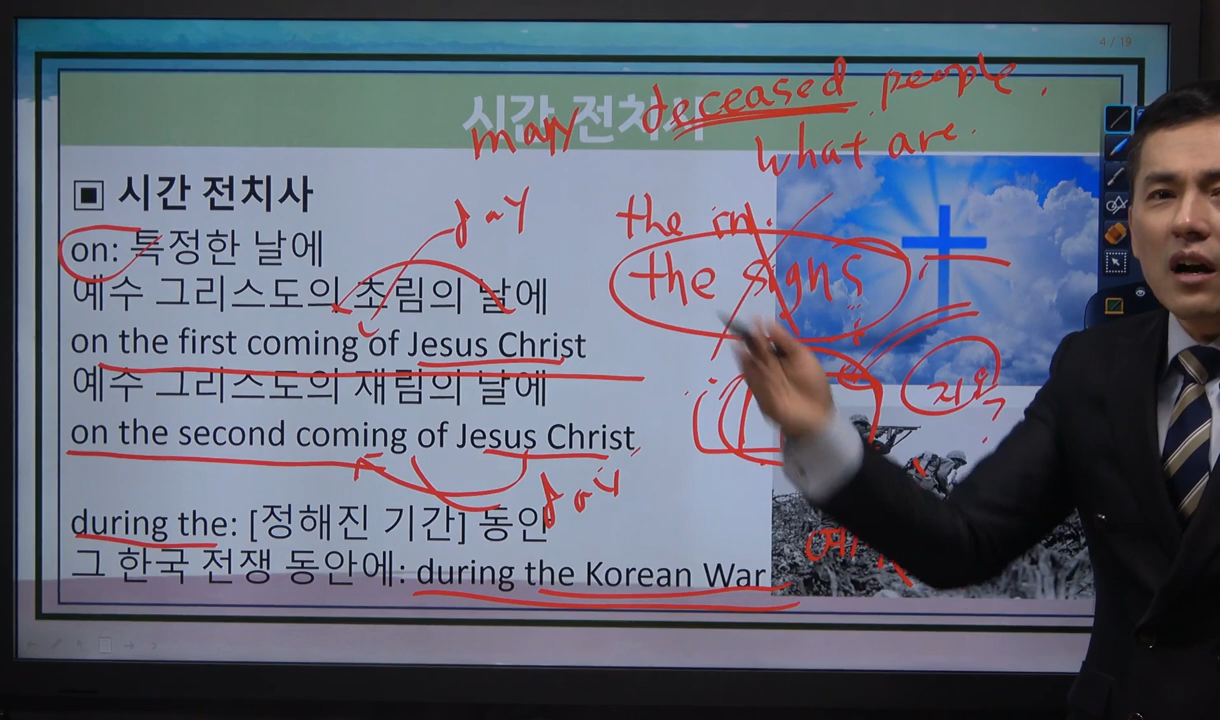 4 / 19
시간 전치사
many deceased people.
what are
▣ 시간 전치사
on: 특정한 날에
day
the
the signs
예수 그리스도의 초림의 날에
on the first coming of Jesus Christ
예수 그리스도의 재림의 날에
on the second coming of Jesus Christ
지요?
day
during the: [정해진 기간] 동안
그 한국 전쟁 동안에: during the Korean War